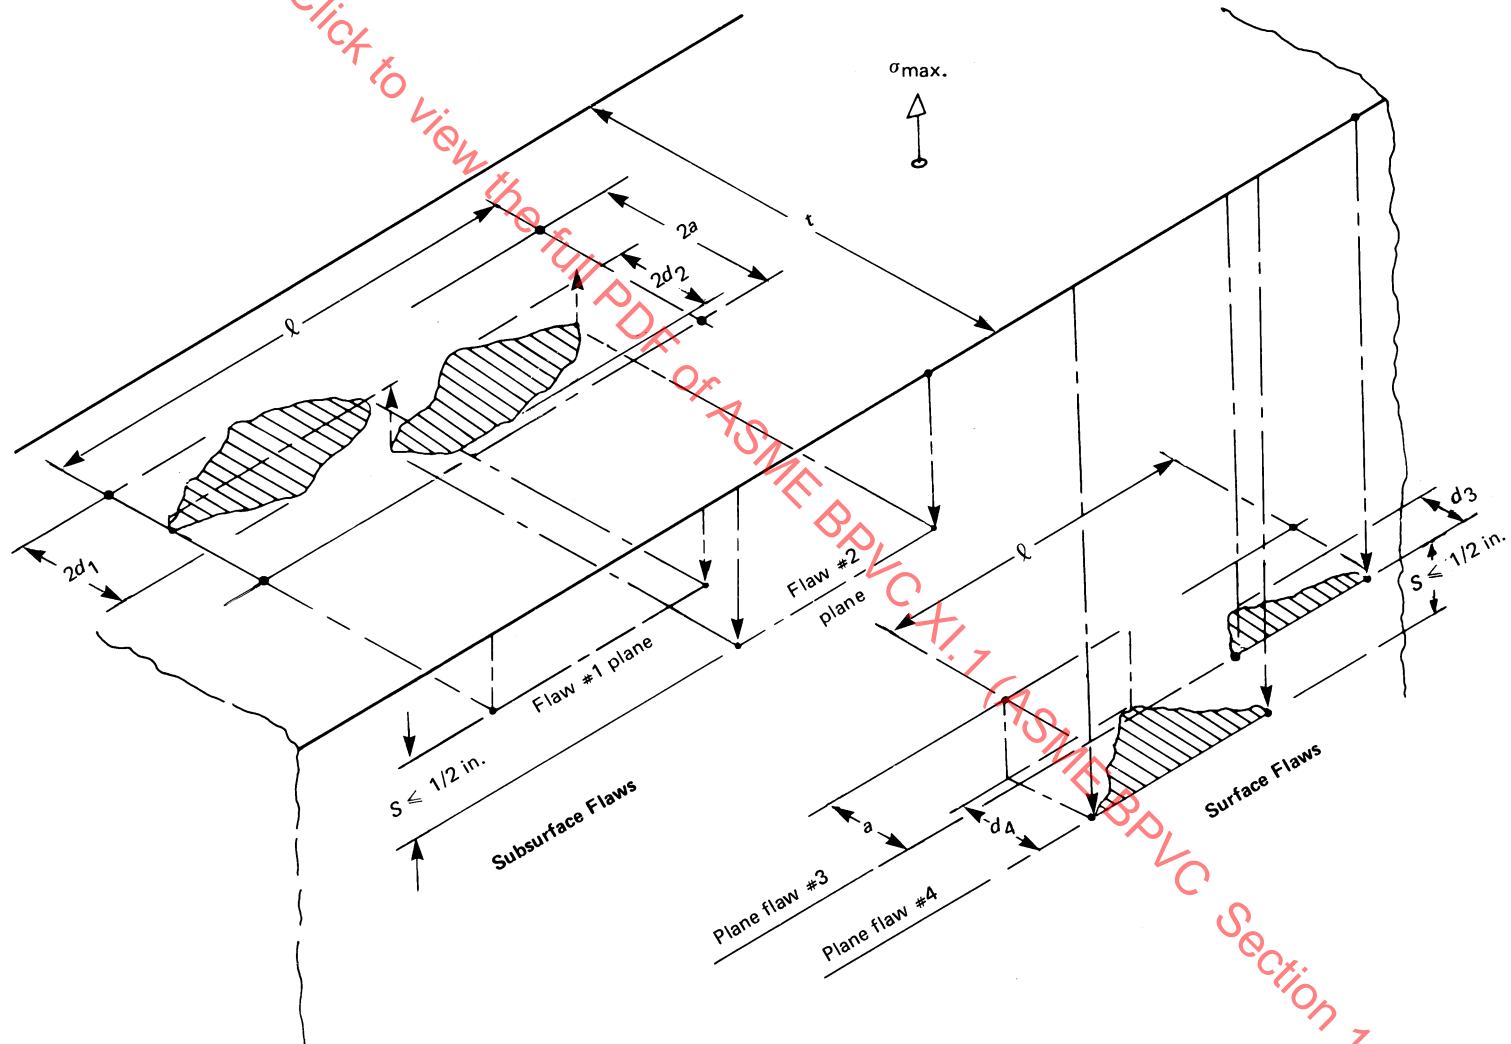 σmax.
t
2a
2d2
ℓ
2d1
Flaw #2
plane
Flaw #1 plane
S ≤ 1/2 in.
Subsurface Flaws
ℓ
d3
S ≤ 1/2 in.
a
d4
Surface Flaws
Plane flaw #3
Plane flaw #4
Click to view the full PDF of ASME BPVC.XI.1 (ASME BPVC Section 1